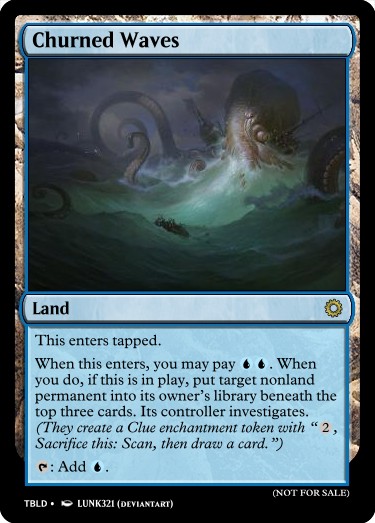 Churned Waves
Land
This enters tapped.
When this enters, you may pay 💧💧. When
you do, if this is in play, put target nonland
permanent into its owner's library beneath the
top three cards. Its controller investigates.
(They create a Clue enchantment token with “ 2 ,
Sacrifice this: Scan, then draw a card.”)
: Add 💧.
(NOT FOR SALE)
TBLD • LUNK321 (DEVIANTART)